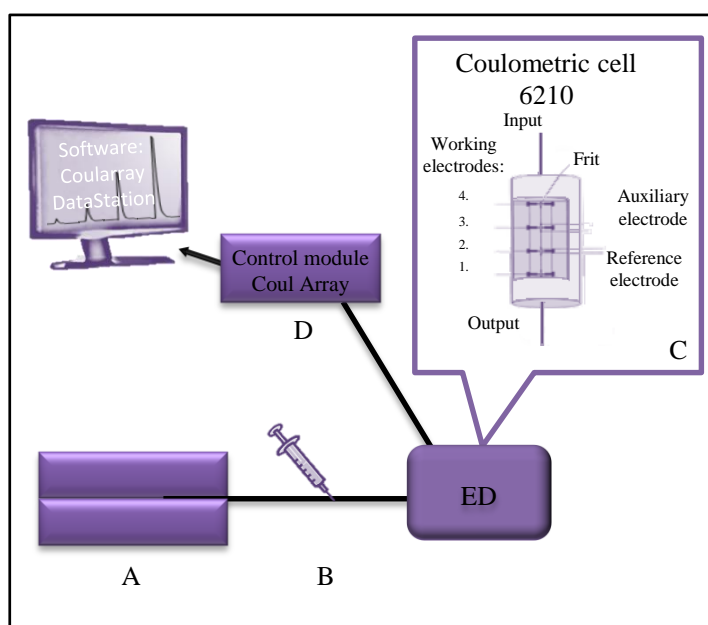 Coulometric cell
6210
Input
Working
electrodes:
Frit
4.
3.
2.
1.
Auxiliary
electrode
Reference
electrode
Output
C
Software:
Coularray
DataStation
Control module
Coul Array
D
ED
A
B